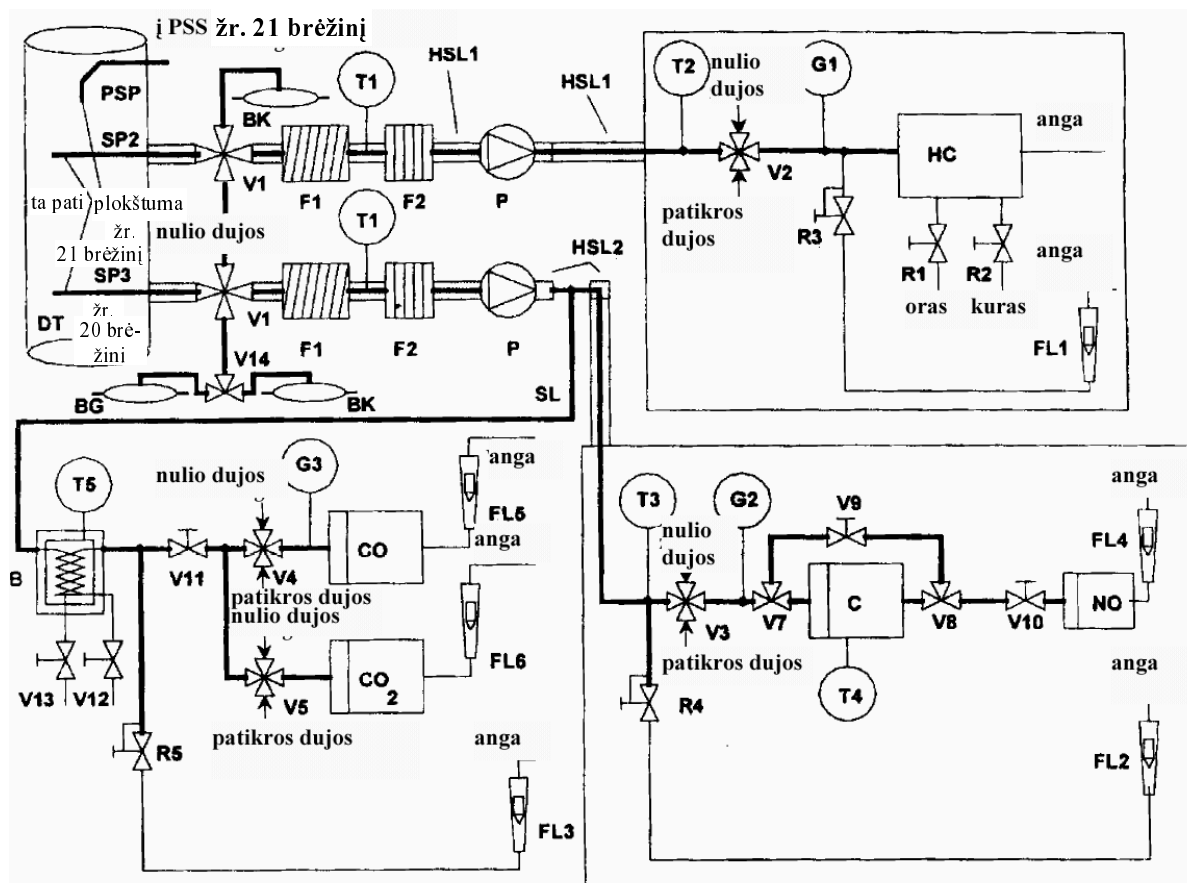 į PSS žr. 21 brėžinį
PSP
SP2
ta pati plokštuma
žr.
21 brėžinį
SP3
žr.
20 brė-
žinį
DT
BK
V1
nulio dujos
T1
F1
F2
P
HSL1
HSL1
T2
nulio
dujos
G1
V2
patikros
dujos
HC
anga
R3
R1
R2
oras
kuras
anga
FL1
V1
T1
F1
F2
P
HSL2
V14
BG
BK
SL
T5
B
V13
V12
V11
nulio dujos
G3
V4
CO
anga
FL5
anga
patikros dujos
nulio dujos
V5
CO2
FL6
patikros dujos
anga
R5
FL3
T3
nulio
dujos
G2
V3
patikros dujos
V7
V9
C
T4
V8
V10
NO
anga
FL4
anga
R4
FL2